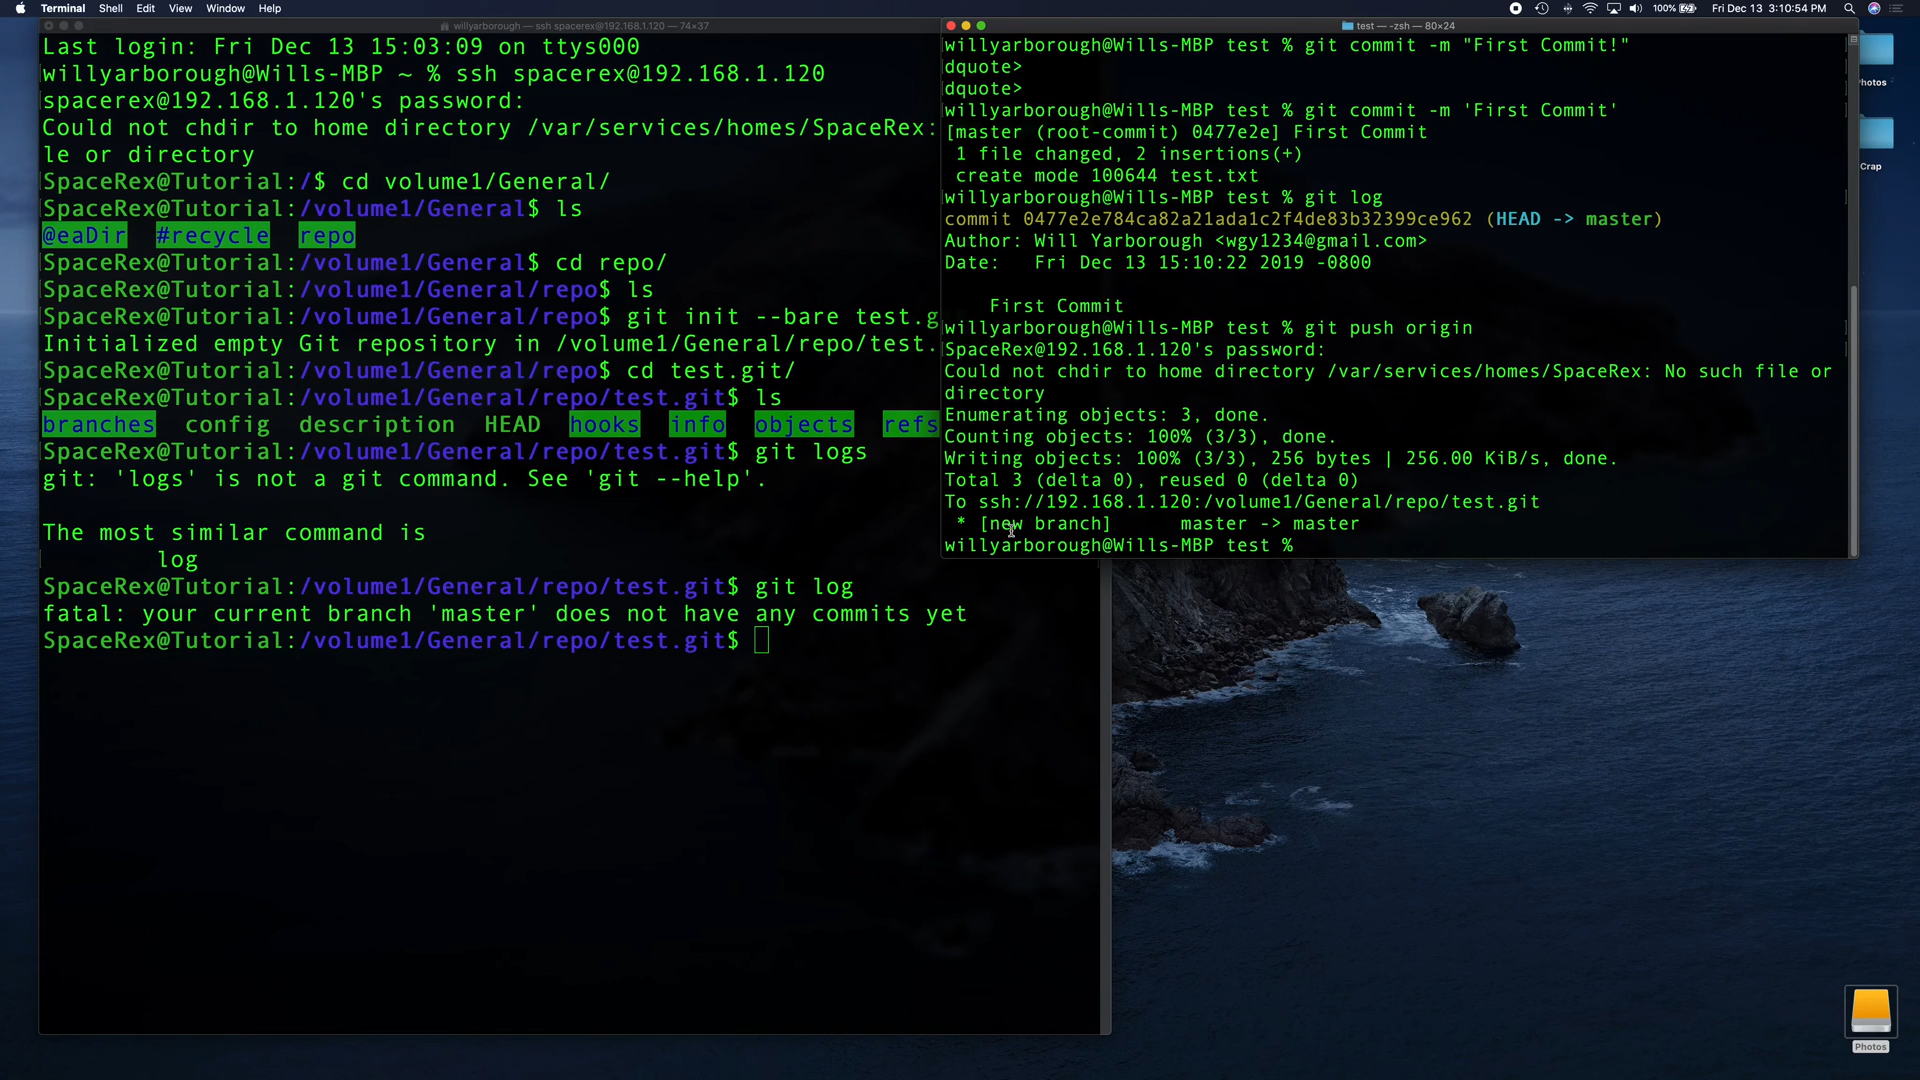 Terminal Shell Edit View Window Help
100% Fri Dec 13 3:10:54 PM
willyarborough — ssh spacerex@192.168.1.120 — 74×37
Last login: Fri Dec 13 15:03:09 on ttys000
willyarborough@Wills-MBP ~ % ssh spacerex@192.168.1.120
spacerex@192.168.1.120's password:
Could not chdir to home directory /var/services/homes/SpaceRex:
le or directory
SpaceRex@Tutorial:/$ cd volume1/General/
SpaceRex@Tutorial:/volume1/General$ ls
@eaDir #recycle repo
SpaceRex@Tutorial:/volume1/General$ cd repo/
SpaceRex@Tutorial:/volume1/General/repo$ ls
SpaceRex@Tutorial:/volume1/General/repo$ git init --bare test.g
Initialized empty Git repository in /volume1/General/repo/test.
SpaceRex@Tutorial:/volume1/General/repo$ cd test.git/
SpaceRex@Tutorial:/volume1/General/repo/test.git$ ls
branches config description HEAD hooks info objects refs
SpaceRex@Tutorial:/volume1/General/repo/test.git$ git logs
git: 'logs' is not a git command. See 'git --help'.
The most similar command is
log
SpaceRex@Tutorial:/volume1/General/repo/test.git$ git log
fatal: your current branch 'master' does not have any commits yet
SpaceRex@Tutorial:/volume1/General/repo/test.git$
test — -zsh — 80×24
willyarborough@Wills-MBP test % git commit -m "First Commit!"
dquote>
dquote>
willyarborough@Wills-MBP test % git commit -m 'First Commit'
[master (root-commit) 0477e2e] First Commit
1 file changed, 2 insertions(+)
create mode 100644 test.txt
willyarborough@Wills-MBP test % git log
commit 0477e2e784ca82a21ada1c2f4de83b32399ce962 (HEAD -> master)
Author: Will Yarborough <wgy1234@gmail.com>
Date: Fri Dec 13 15:10:22 2019 -0800
First Commit
willyarborough@Wills-MBP test % git push origin
SpaceRex@192.168.1.120's password:
Could not chdir to home directory /var/services/homes/SpaceRex: No such file or
directory
Enumerating objects: 3, done.
Counting objects: 100% (3/3), done.
Writing objects: 100% (3/3), 256 bytes | 256.00 KiB/s, done.
Total 3 (delta 0), reused 0 (delta 0)
To ssh://192.168.1.120:/volume1/General/repo/test.git
* [new branch] master -> master
willyarborough@Wills-MBP test %
hotos
Crap
Photos